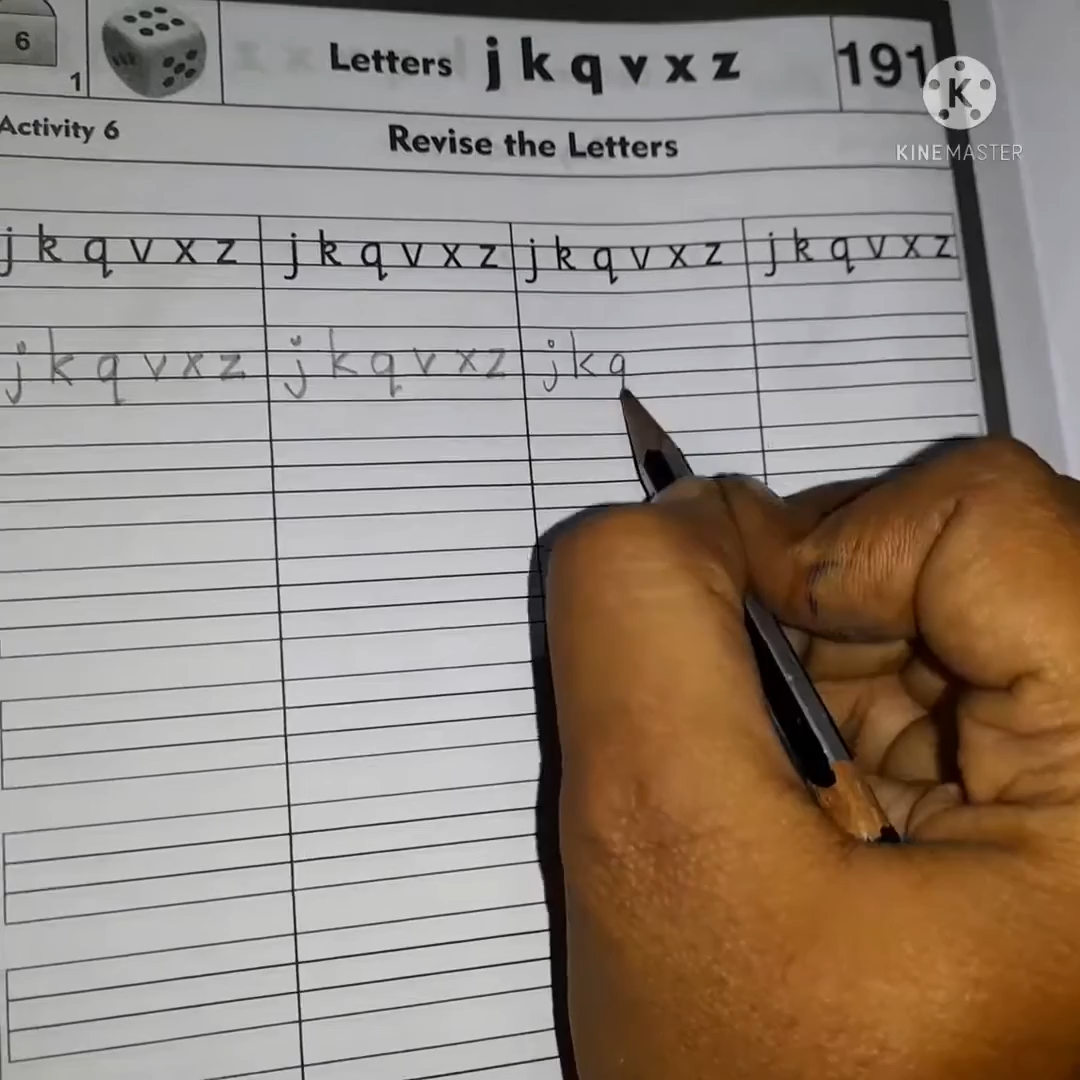 6
1
Letters j k q v x z
191
K
KINEMASTER
Activity 6
Revise the Letters
j k q v x z j k q v x z j k q v x z j k q v x z
j k q v x z j k q v x z j k q